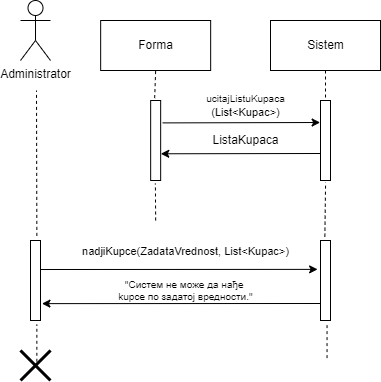 Administrator
Forma
Sistem
ucitajListuKupaca
(List<Kupac>)
ListaKupaca
nadjiKupce(ZadataVrednost, List<Kupac>)
"Систем не може да нађе
kupce по задатој вредности."